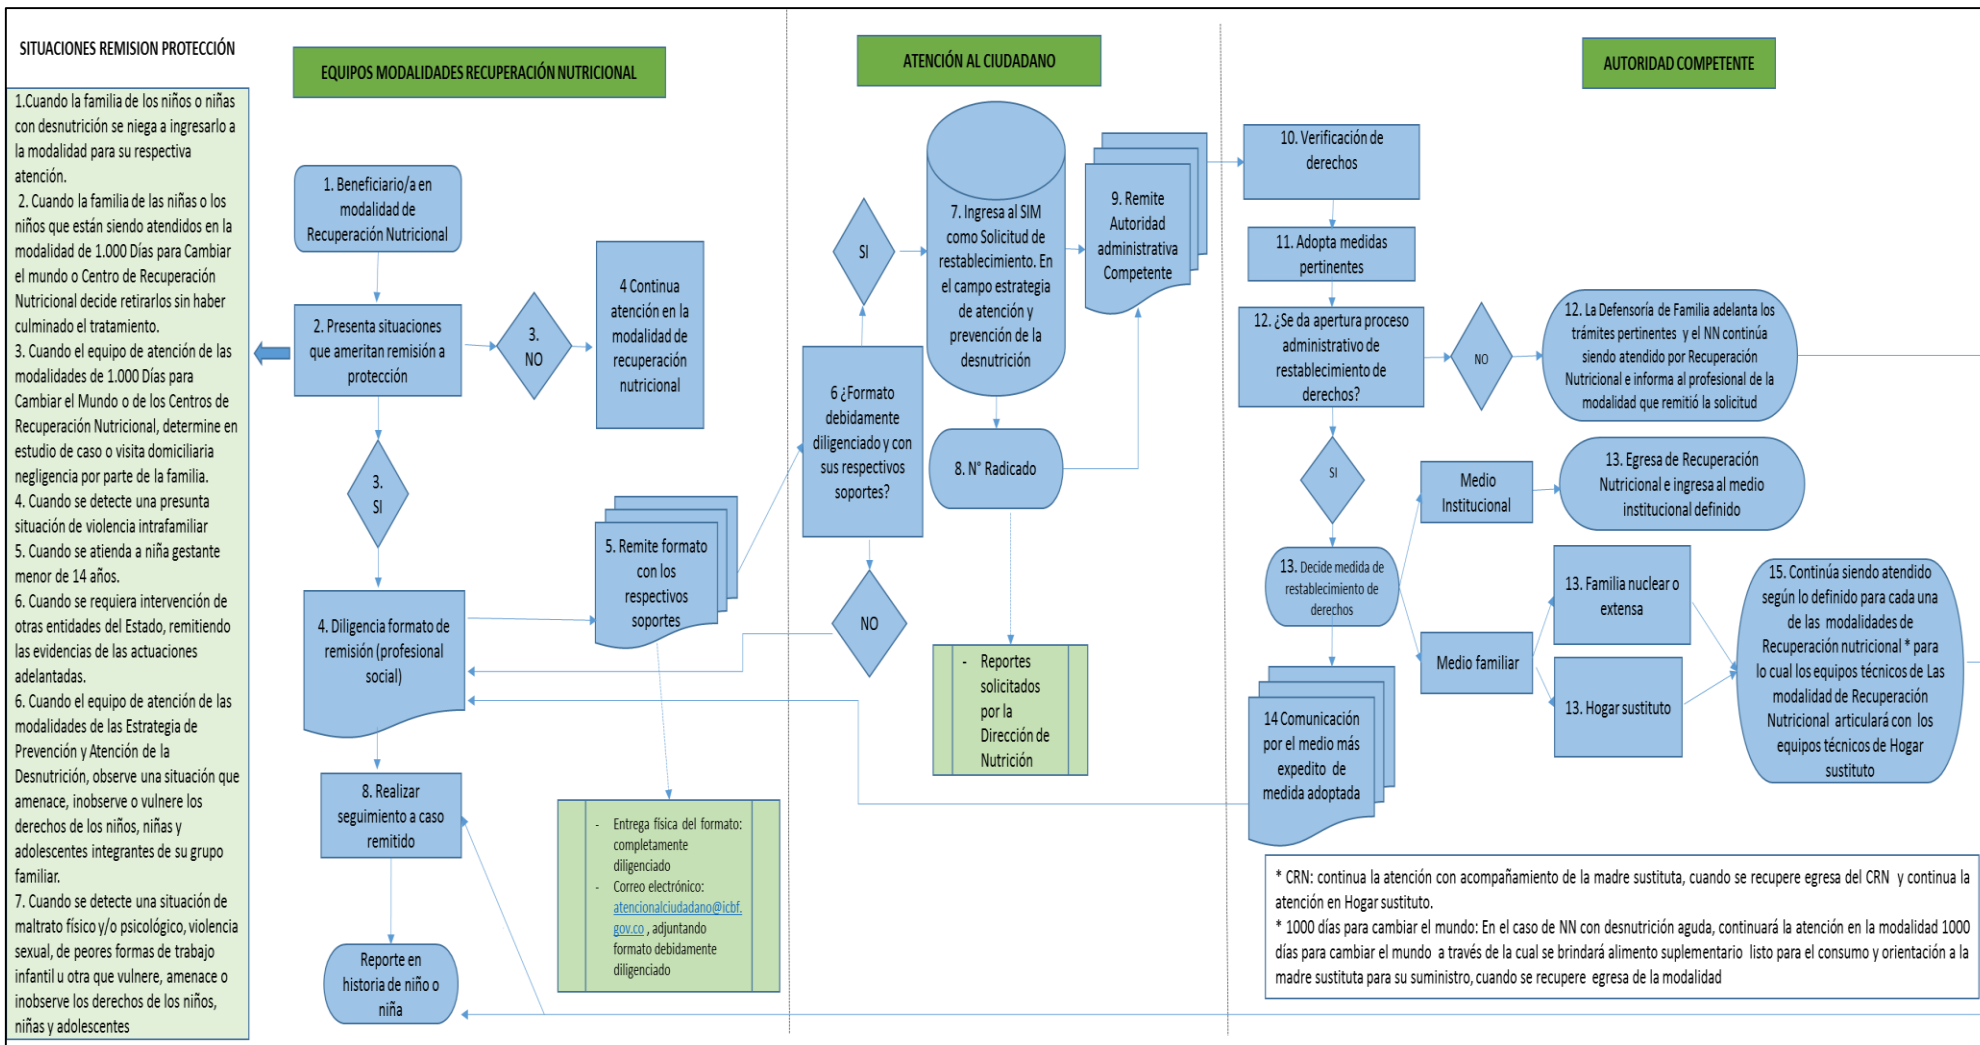 SITUACIONES REMISION PROTECCIÓN
1.Cuando la familia de los niños o niñas
con desnutrición se niega a ingresarlo a
la modalidad para su respectiva
atención.
2. Cuando la familia de las niñas o los
niños que están siendo atendidos en la
modalidad de 1.000 Días para Cambiar
el mundo o Centro de Recuperación
Nutricional decide retirarlos sin haber
culminado el tratamiento.
3. Cuando el equipo de atención de las
modalidades de 1.000 Días para
Cambiar el Mundo o de los Centros de
Recuperación Nutricional, determine en
estudio de caso o visita domiciliaria
negligencia por parte de la familia.
4. Cuando se detecte una presunta
situación de violencia intrafamiliar
5. Cuando se atienda a niña gestante
menor de 14 años.
6. Cuando se requiera intervención de
otras entidades del Estado, remitiendo
las evidencias de las actuaciones
adelantadas.
6. Cuando el equipo de atención de las
modalidades de las Estrategia de
Prevención y Atención de la
Desnutrición, observe una situación que
amenace, inobserve o vulnere los
derechos de los niños, niñas y
adolescentes integrantes de su grupo
familiar.
7. Cuando se detecte una situación de
maltrato físico y/o psicológico, violencia
sexual, de peores formas de trabajo
infantil u otra que vulnere, amenace o
inobserve los derechos de los niños,
niñas y adolescentes
EQUIPOS MODALIDADES RECUPERACIÓN NUTRICIONAL
1. Beneficiario/a en
modalidad de
Recuperación Nutricional
2. Presenta situaciones
que ameritan remisión a
protección
3.
NO
4 Continua
atención en la
modalidad de
recuperación
nutricional
3.
SI
4. Diligencia formato de
remisión (profesional
social)
5. Remite formato
con los
respectivos
soportes
8. Realizar
seguimiento a caso
remitido
Reporte en
historia de niño o
niña
- Entrega física del formato:
completamente
diligenciado
- Correo electrónico:
atencionalciudadano@icbf.
gov.co , adjuntando
formato debidamente
diligenciado
ATENCIÓN AL CIUDADANO
SI
6 ¿Formato
debidamente
diligenciado y con
sus respectivos
soportes?
NO
7. Ingresa al SIM
como Solicitud de
restablecimiento. En
el campo estrategia
de atención y
prevención de la
desnutrición
8. N° Radicado
- Reportes
solicitados
por la
Dirección de
Nutrición
9. Remite
Autoridad
administrativa
Competente
AUTORIDAD COMPETENTE
10. Verificación de
derechos
11. Adopta medidas
pertinentes
12. ¿Se da apertura proceso
administrativo de
restablecimiento de
derechos?
NO
12. La Defensoría de Familia adelanta los
trámites pertinentes y el NN continúa
siendo atendido por Recuperación
Nutricional e informa al profesional de la
modalidad que remitió la solicitud
SI
13. Decide medida de
restablecimiento de
derechos
Medio
Institucional
13. Egresa de Recuperación
Nutricional e ingresa al medio
institucional definido
Medio familiar
13. Familia nuclear o
extensa
13. Hogar sustituto
15. Continúa siendo atendido
según lo definido para cada una
de las modalidades de
Recuperación nutricional * para
lo cual los equipos técnicos de Las
modalidad de Recuperación
Nutricional articulará con los
equipos técnicos de Hogar
sustituto
14 Comunicación
por el medio más
expedito de
medida adoptada
* CRN: continua la atención con acompañamiento de la madre sustituta, cuando se recupere egresa del CRN y continua la
atención en Hogar sustituto.
* 1000 días para cambiar el mundo: En el caso de NN con desnutrición aguda, continuará la atención en la modalidad 1000
días para cambiar el mundo a través de la cual se brindará alimento suplementario listo para el consumo y orientación a la
madre sustituta para su suministro, cuando se recupere egresa de la modalidad